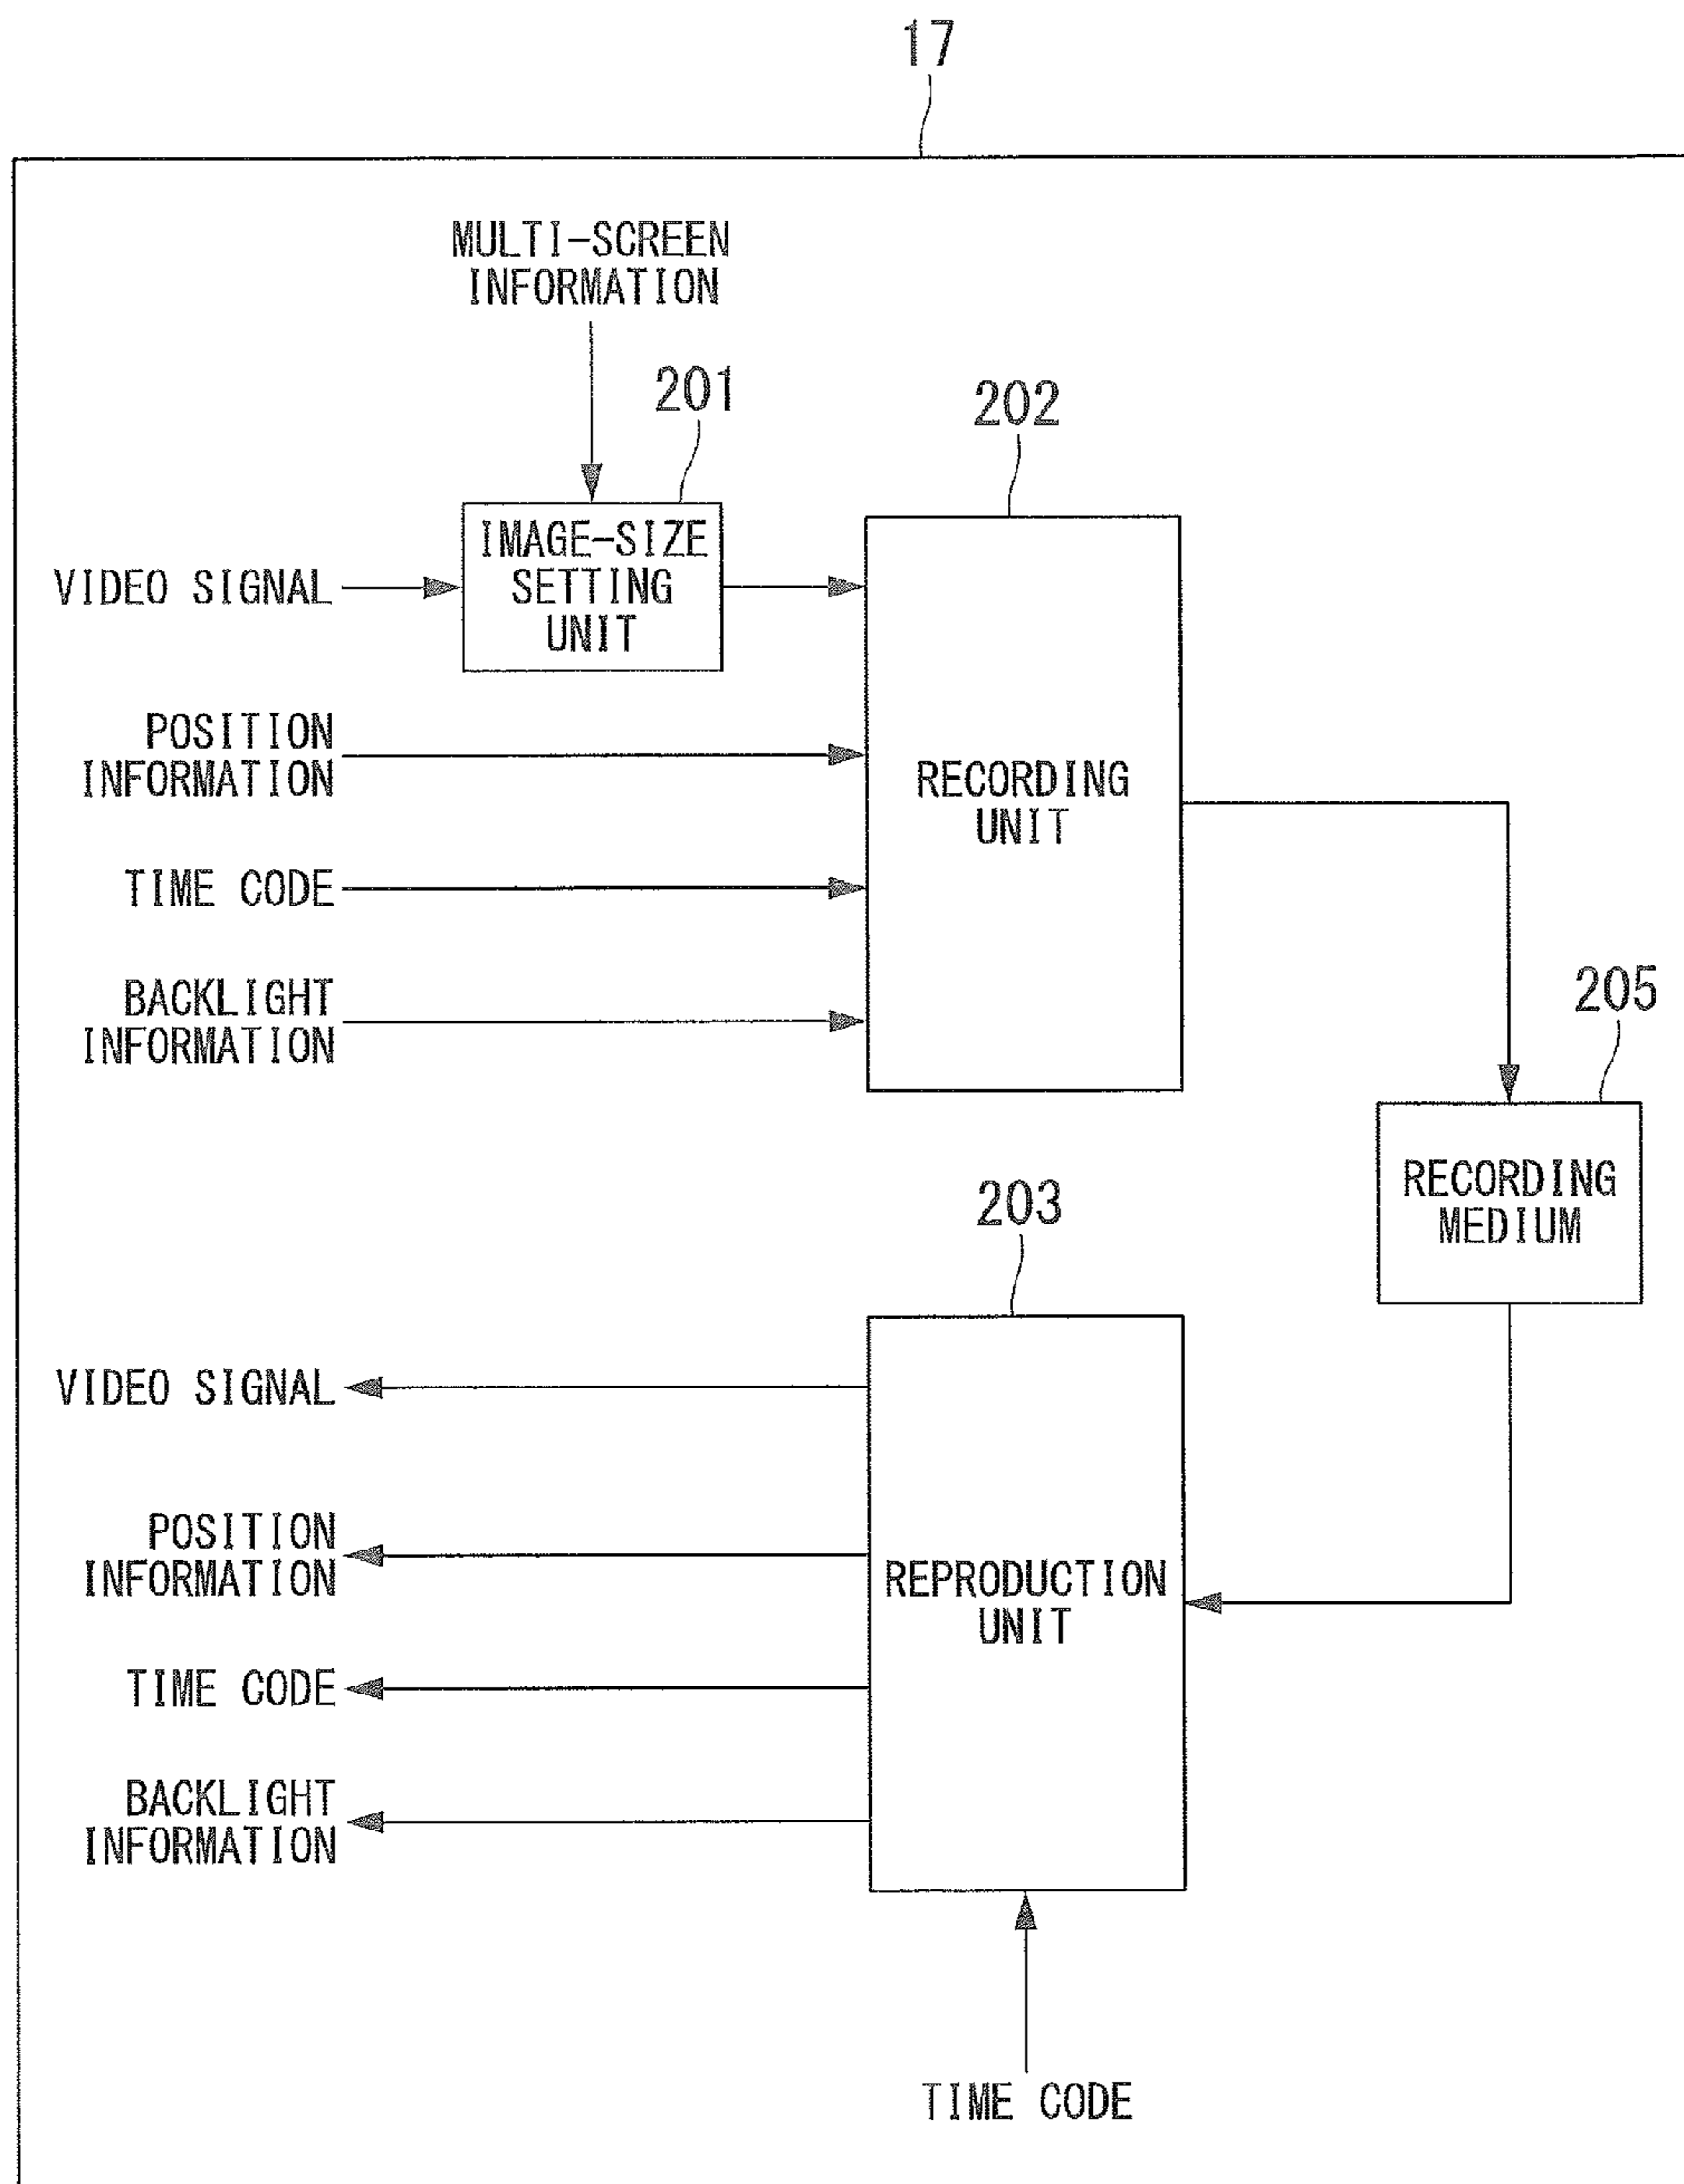 17
MULTI-SCREEN
INFORMATION
201
202
IMAGE-SIZE
SETTING
UNIT
VIDEO SIGNAL
POSITION
INFORMATION
RECORDING
UNIT
TIME CODE
BACKLIGHT
INFORMATION
205
RECORDING
MEDIUM
203
VIDEO SIGNAL
POSITION
INFORMATION
REPRODUCTION
UNIT
TIME CODE
BACKLIGHT
INFORMATION
TIME CODE